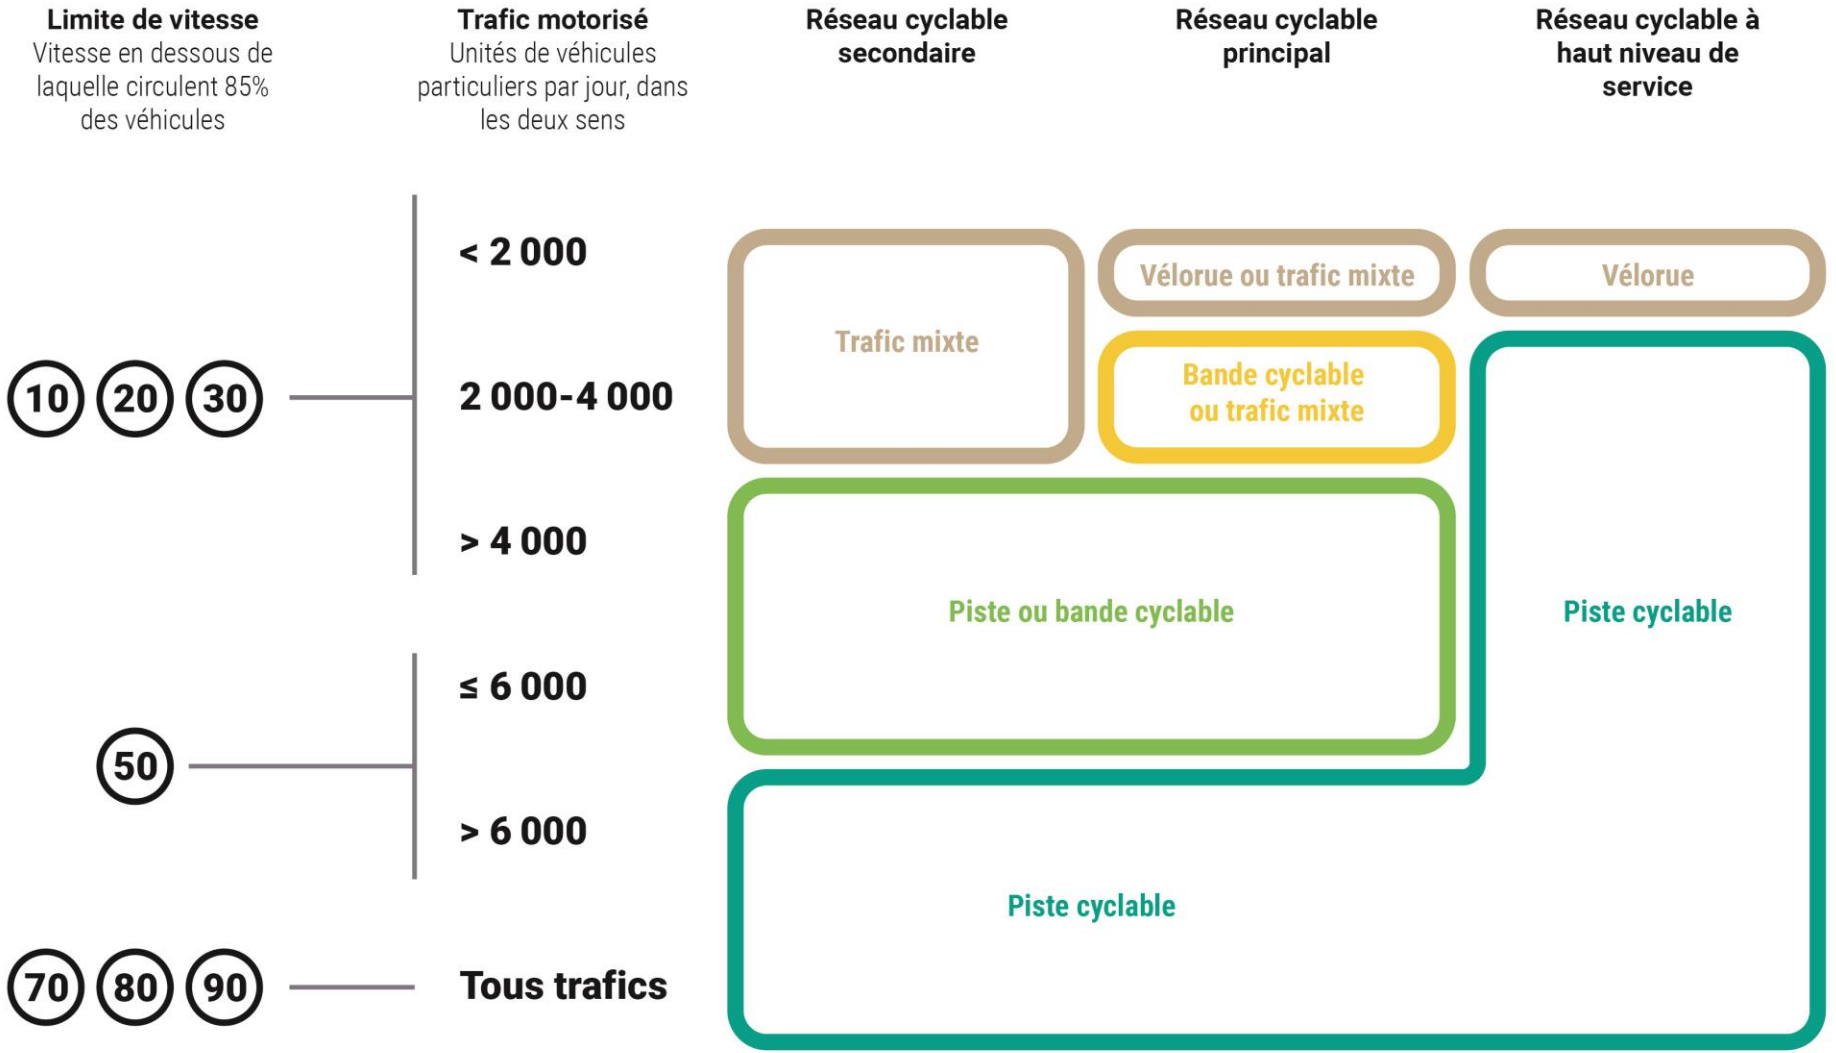 Limite de vitesse
Vitesse en dessous de
laquelle circulent 85%
des véhicules
Trafic motorisé
Unités de véhicules
particuliers par jour, dans
les deux sens
Réseau cyclable
secondaire
Réseau cyclable
principal
Réseau cyclable à
haut niveau de
service
10 20 30
< 2 000
2 000-4 000
> 4 000
50
≤ 6 000
> 6 000
70 80 90
Tous trafics
Trafic mixte
Vélorue ou trafic mixte
Vélorue
Bande cyclable
ou trafic mixte
Piste ou bande cyclable
Piste cyclable
Piste cyclable